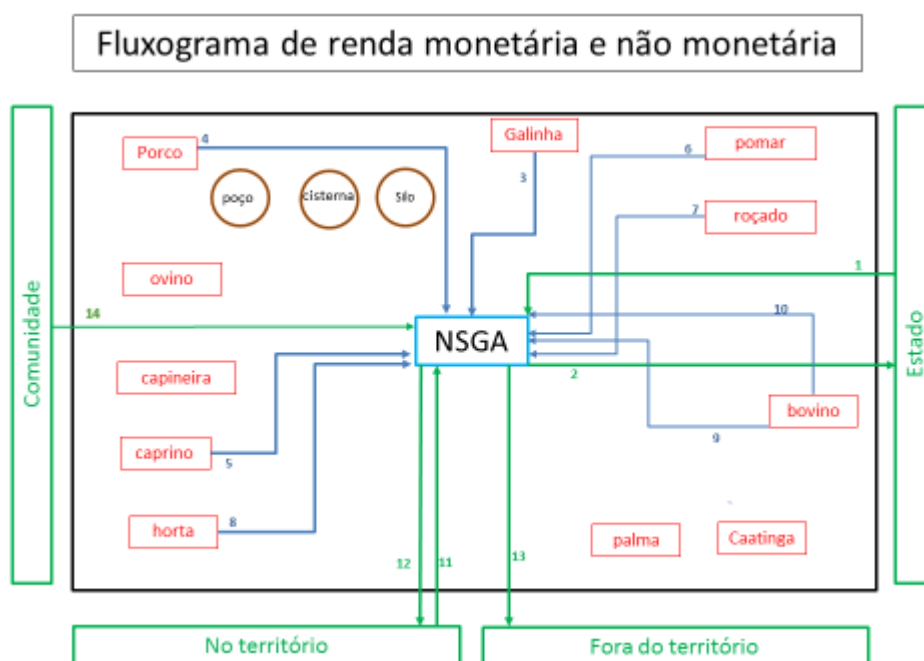 Fluxograma de renda monetária e não monetária
Comunidade
Estado
Porco
4
Galinha
3
pomar
6
poço
cisterna
Silo
roçado
7
ovino
1
14
10
NSGA
capineira
2
bovino
caprino
5
9
horta
8
palma
Caatinga
12
11
13
No território
Fora do território